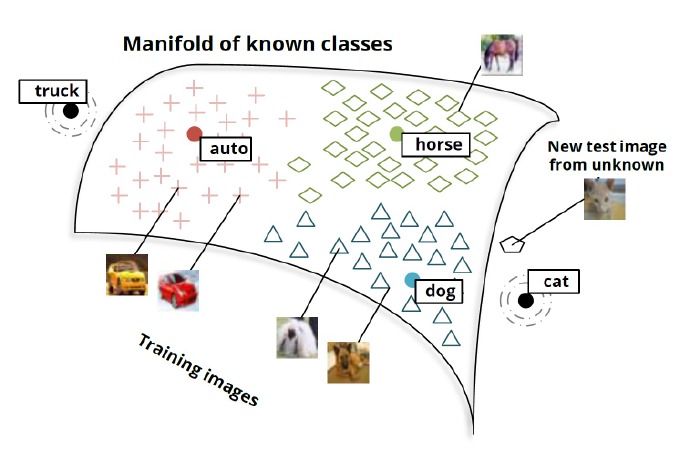 Manifold of known classes
truck
auto
horse
New test image
from unknown
cat
dog
Training images